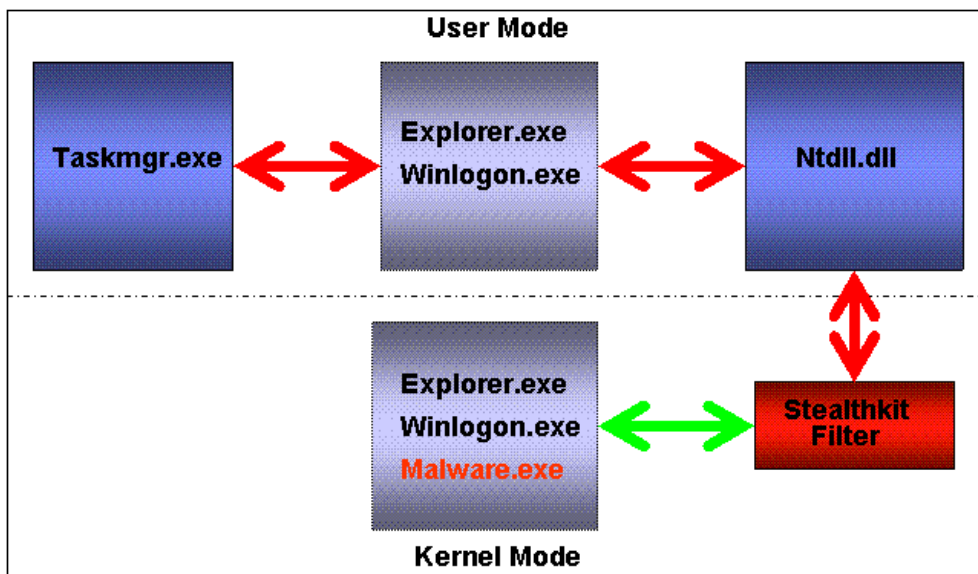 User Mode
Taskmgr.exe
Explorer.exe
Winlogon.exe
Ntdll.dll
Explorer.exe
Winlogon.exe
Malware.exe
Stealthkit
Filter
Kernel Mode